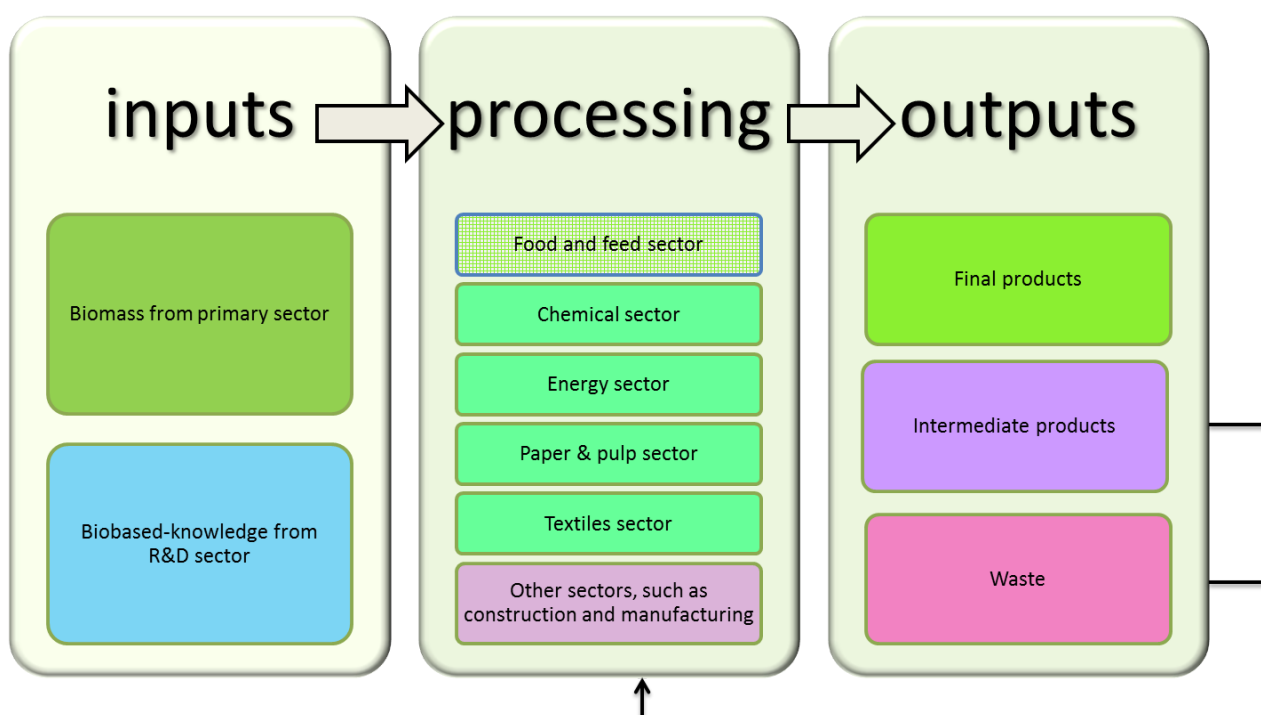 inputs
processing
outputs
Biomass from primary sector
Biobased-knowledge from
R&D sector
Food and feed sector
Chemical sector
Energy sector
Paper & pulp sector
Textiles sector
Other sectors, such as
construction and manufacturing
Final products
Intermediate products
Waste